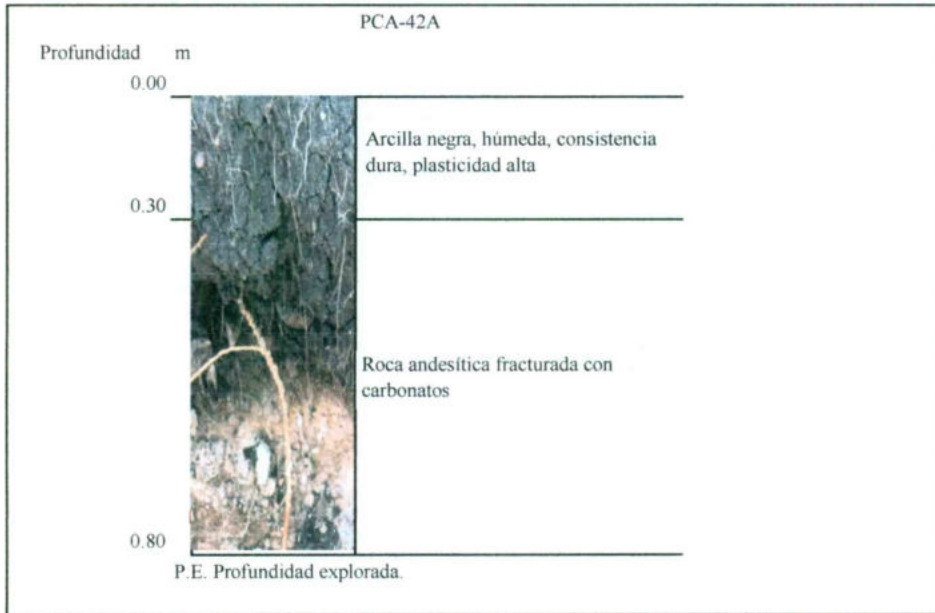 PCA-42A
Profundidad m
0.00
Arcilla negra, húmeda, consistencia
dura, plasticidad alta
0.30
Roca andesítica fracturada con
carbonatos
0.80
P.E. Profundidad explorada.